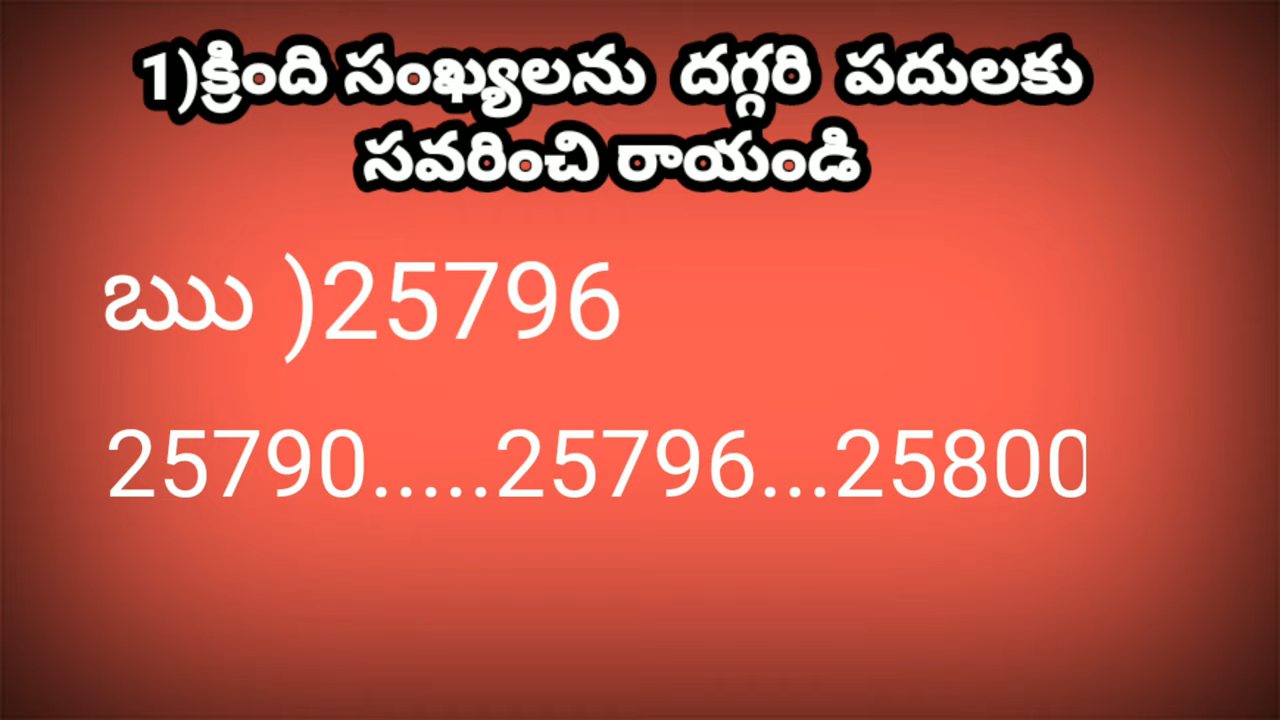 1)క్రింది సంఖ్యలను దగ్గరి పదులకు
సవరించి రాయండి
ఋ )25796
25790.....25796...25800